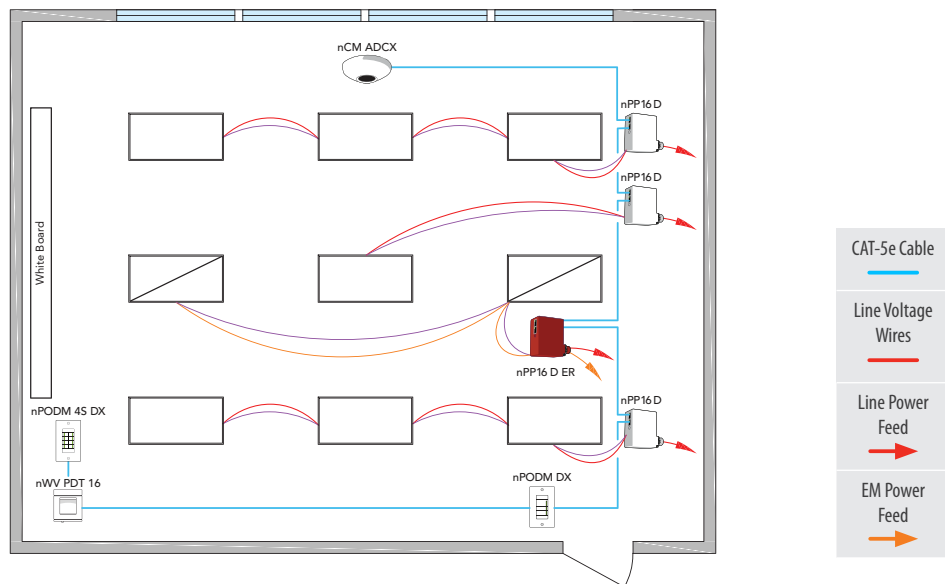 nCM ADCX
nPP16 D
nPP16 D
White Board
nPP16 D ER
nPODM 4S DX
nPP16 D
nWV PDT 16
nPODM DX
CAT-5e Cable
Line Voltage
Wires
Line Power
Feed
EM Power
Feed